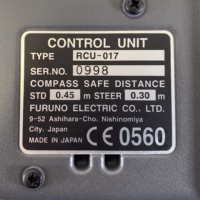 CONTROL UNIT
TYPE RCU-017
SER.NO. 0998
COMPASS SAFE DISTANCE
STD 0.45 m STEER 0.30 m
FURUNO ELECTRIC CO., LTD.
9-52 Ashihara-Cho. Nishinomiya
City. Japan
MADE IN JAPAN CE 0560